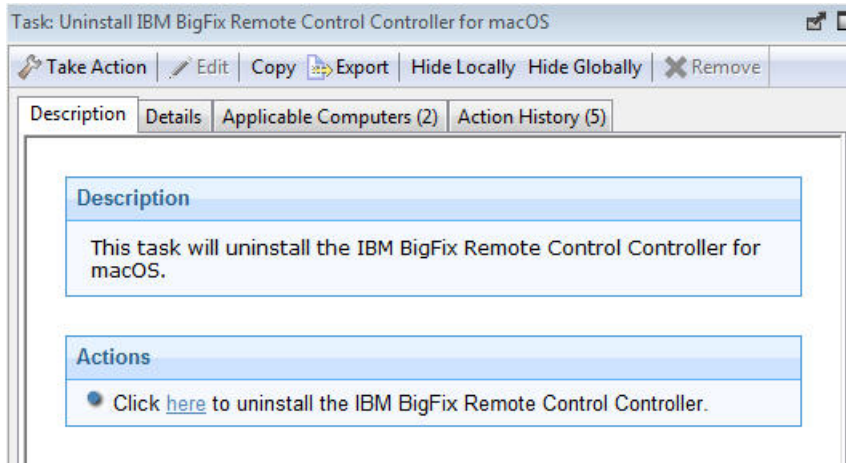 Task: Uninstall IBM BigFix Remote Control Controller for macOS
Take Action Edit Copy Export Hide Locally Hide Globally Remove
Description Details Applicable Computers (2) Action History (5)
Description
This task will uninstall the IBM BigFix Remote Control Controller for
macOS.
Actions
Click here to uninstall the IBM BigFix Remote Control Controller.